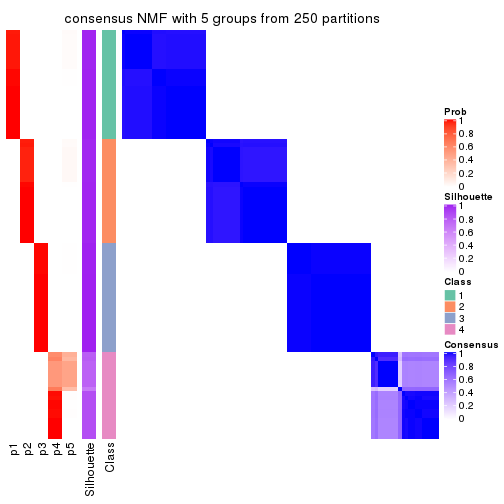 consensus NMF with 5 groups from 250 partitions
Prob
1
0.8
0.6
0.4
0.2
0
Silhouette
1
0.8
0.6
0.4
0.2
0
Class
1
2
3
4
Consensus
1
0.8
0.6
0.4
0.2
0
p1
p2
p3
p4
p5
Silhouette
Class